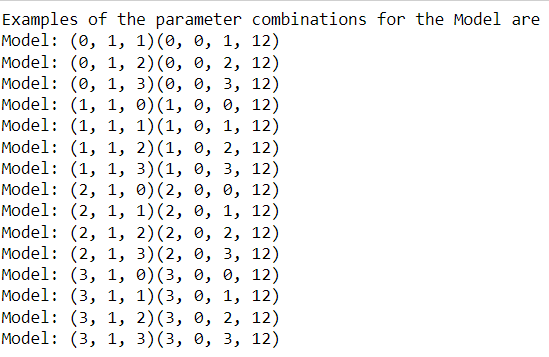 Examples of the parameter combinations for the Model are
Model: (0, 1, 1)(0, 0, 1, 12)
Model: (0, 1, 2)(0, 0, 2, 12)
Model: (0, 1, 3)(0, 0, 3, 12)
Model: (1, 1, 0)(1, 0, 0, 12)
Model: (1, 1, 1)(1, 0, 1, 12)
Model: (1, 1, 2)(1, 0, 2, 12)
Model: (1, 1, 3)(1, 0, 3, 12)
Model: (2, 1, 0)(2, 0, 0, 12)
Model: (2, 1, 1)(2, 0, 1, 12)
Model: (2, 1, 2)(2, 0, 2, 12)
Model: (2, 1, 3)(2, 0, 3, 12)
Model: (3, 1, 0)(3, 0, 0, 12)
Model: (3, 1, 1)(3, 0, 1, 12)
Model: (3, 1, 2)(3, 0, 2, 12)
Model: (3, 1, 3)(3, 0, 3, 12)